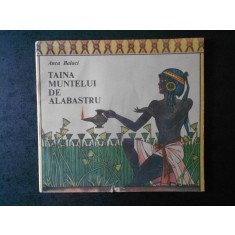 Anca Balaci
TAINA
MUNTELUI
DE
ALABASTRU